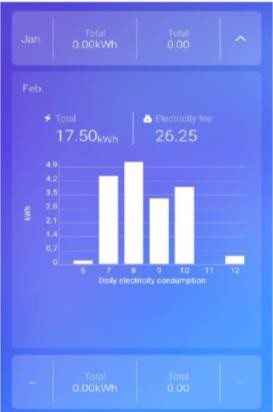 Jan.
Total
0.00kWh
Total
0.00
Feb.
Total
17.50kWh
Electricity fee
26.25
kWh
4.9
4.2
3.5
2.8
2.1
1.4
0.7
0
6 7 8 9 10 11 12
Daily electricity consumption
--
Total
0.00kWh
Total
0.00